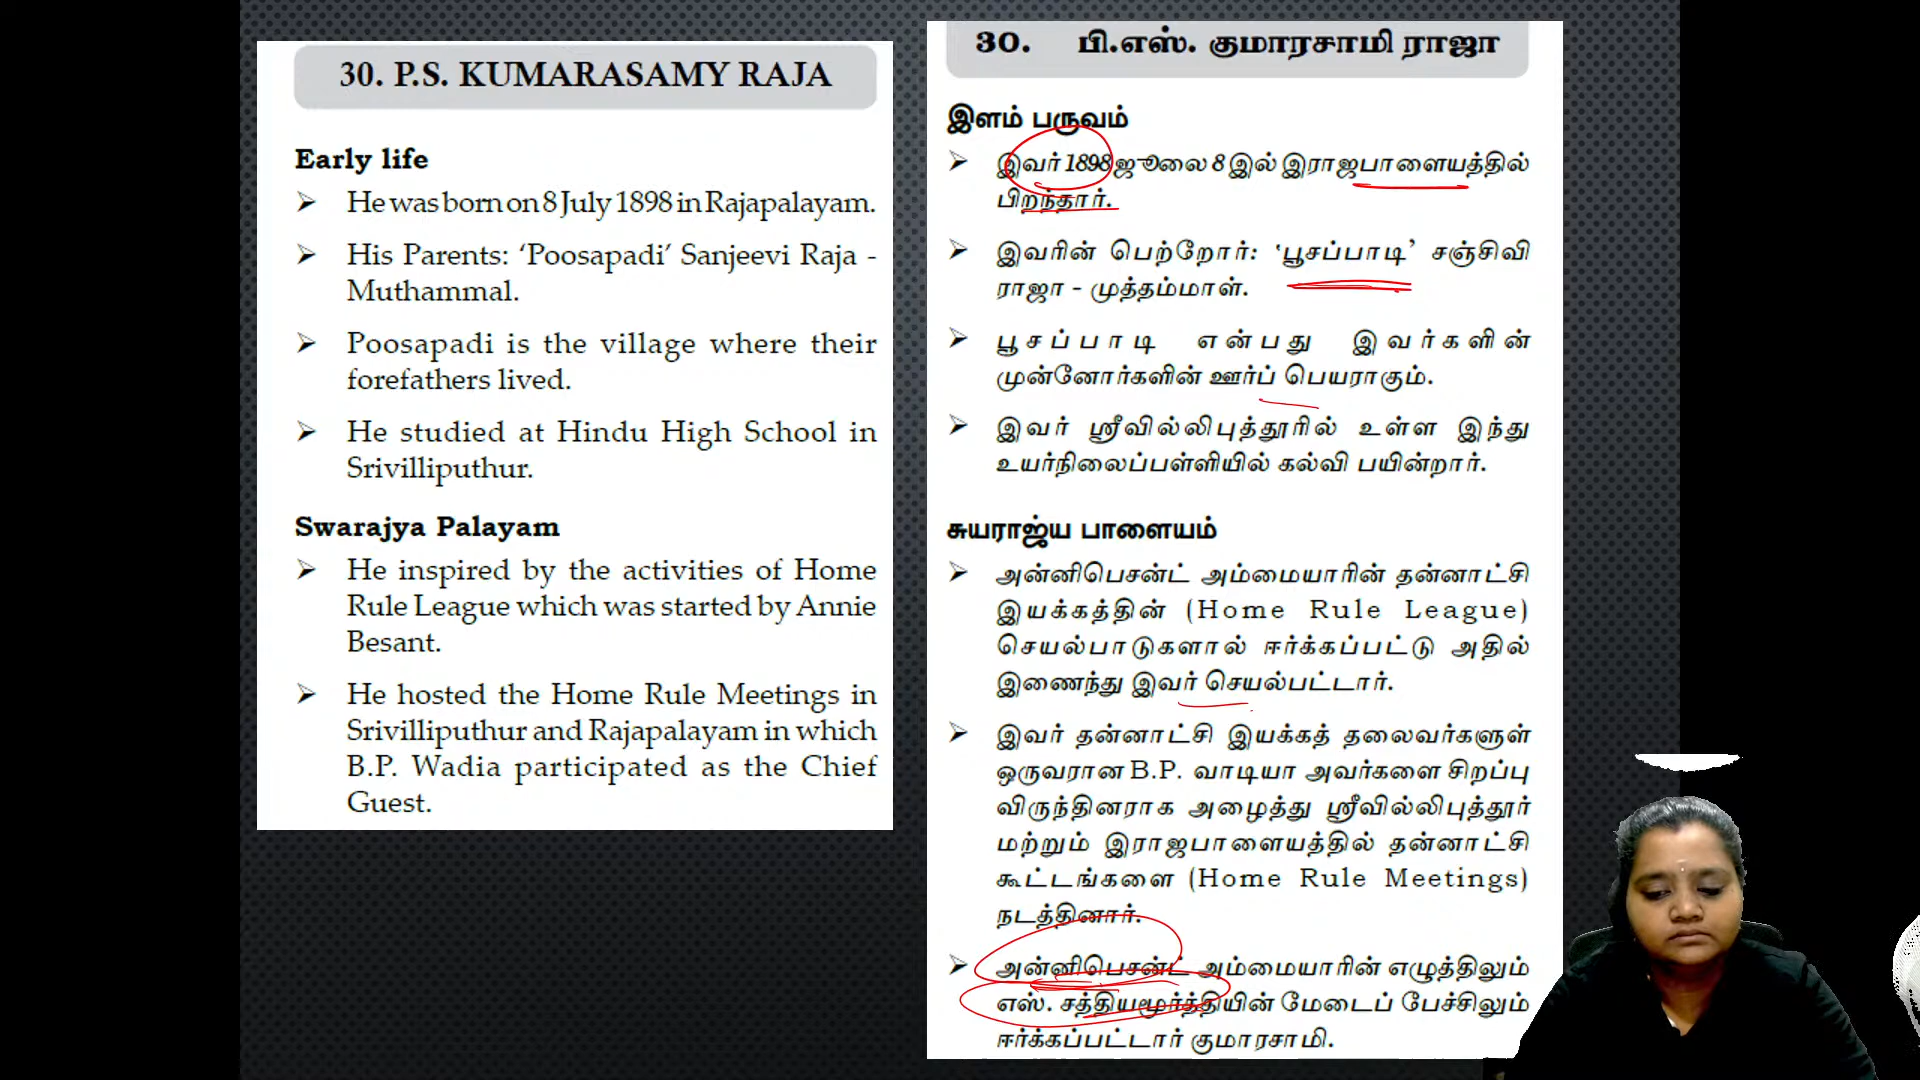 30. P.S. KUMARASAMY RAJA
Early life
➢ He was born on 8 July 1898 in Rajapalayam.
➢ His Parents: ‘Poosapadi’ Sanjeevi Raja -
Muthammal.
➢ Poosapadi is the village where their
forefathers lived.
➢ He studied at Hindu High School in
Srivilliputhur.
Swarajya Palayam
➢ He inspired by the activities of Home
Rule League which was started by Annie
Besant.
➢ He hosted the Home Rule Meetings in
Srivilliputhur and Rajapalayam in which
B.P. Wadia participated as the Chief
Guest.
30. பி.எஸ். குமாரசாமி ராஜா
இளம் பருவம்
➢ இவர் 1898 ஜூலை 8 இல் இராஜபாளையத்தில்
பிறந்தார்.
➢ இவரின் பெற்றோர்: ‘பூசப்பாடி’ சஞ்சிவி
ராஜா - முத்தம்மாள்.
➢ பூசப்பாடி என்பது இவர்களின்
முன்னோர்களின் ஊர்ப் பெயராகும்.
➢ இவர் ஸ்ரீவில்லிபுத்தூரில் உள்ள இந்து
உயர்நிலைப்பள்ளியில் கல்வி பயின்றார்.
சுயராஜ்ய பாளையம்
➢ அன்னிபெசன்ட் அம்மையாரின் தன்னாட்சி
இயக்கத்தின் (Home Rule League)
செயல்பாடுகளால் ஈர்க்கப்பட்டு அதில்
இணைந்து இவர் செயல்பட்டார்.
➢ இவர் தன்னாட்சி இயக்கத் தலைவர்களுள்
ஒருவரான B.P. வாடியா அவர்களை சிறப்பு
விருந்தினராக அழைத்து ஸ்ரீவில்லிபுத்தூர்
மற்றும் இராஜபாளையத்தில் தன்னாட்சி
கூட்டங்களை (Home Rule Meetings)
நடத்தினார்.
➢ அன்னிபெசன்ட் அம்மையாரின் எழுத்திலும்
எஸ். சத்தியமூர்த்தியின் மேடைப் பேச்சிலும்
ஈர்க்கப்பட்டார் குமாரசாமி.